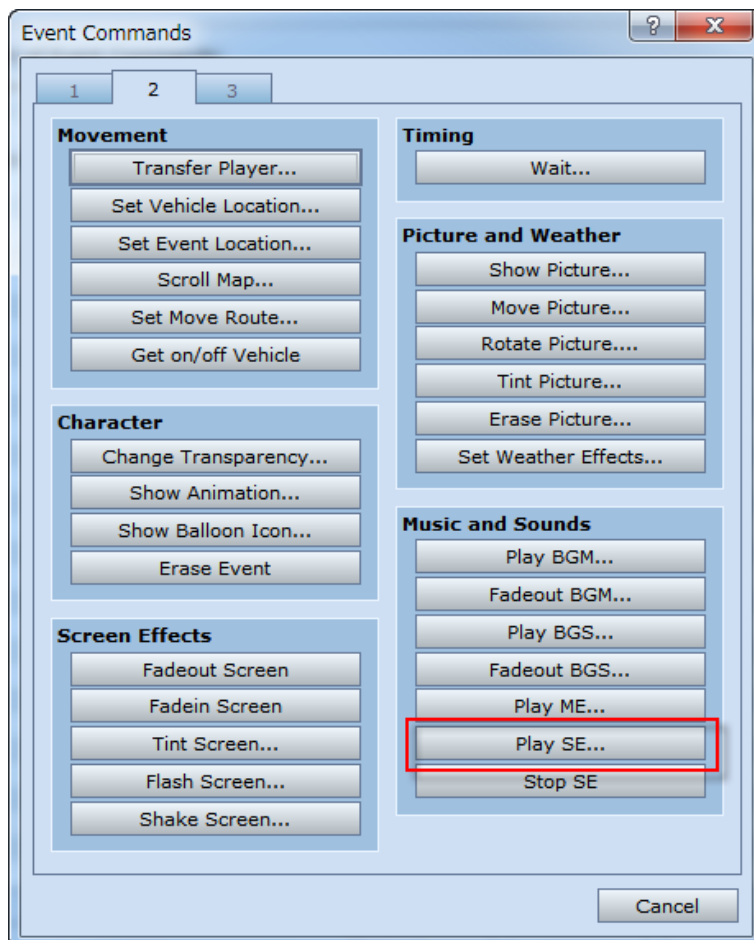 Event Commands
1 2 3
Movement
Transfer Player...
Set Vehicle Location...
Set Event Location...
Scroll Map...
Set Move Route...
Get on/off Vehicle
Character
Change Transparency...
Show Animation...
Show Balloon Icon...
Erase Event
Screen Effects
Fadeout Screen
Fadein Screen
Tint Screen...
Flash Screen...
Shake Screen...
Timing
Wait...
Picture and Weather
Show Picture...
Move Picture...
Rotate Picture....
Tint Picture...
Erase Picture...
Set Weather Effects...
Music and Sounds
Play BGM...
Fadeout BGM...
Play BGS...
Fadeout BGS...
Play ME...
Play SE...
Stop SE
Cancel